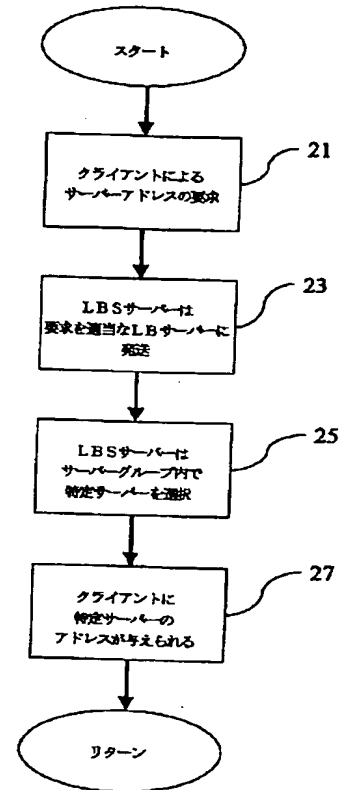 スタート
クライアントによる
サーバーアドレスの要求
21
LBSサーバーは
要求を適当なLBサーバーに
発送
23
LBSサーバーは
サーバーグループ内で
特定サーバーを選択
25
クライアントに
特定サーバーの
アドレスが与えられる
27
リターン